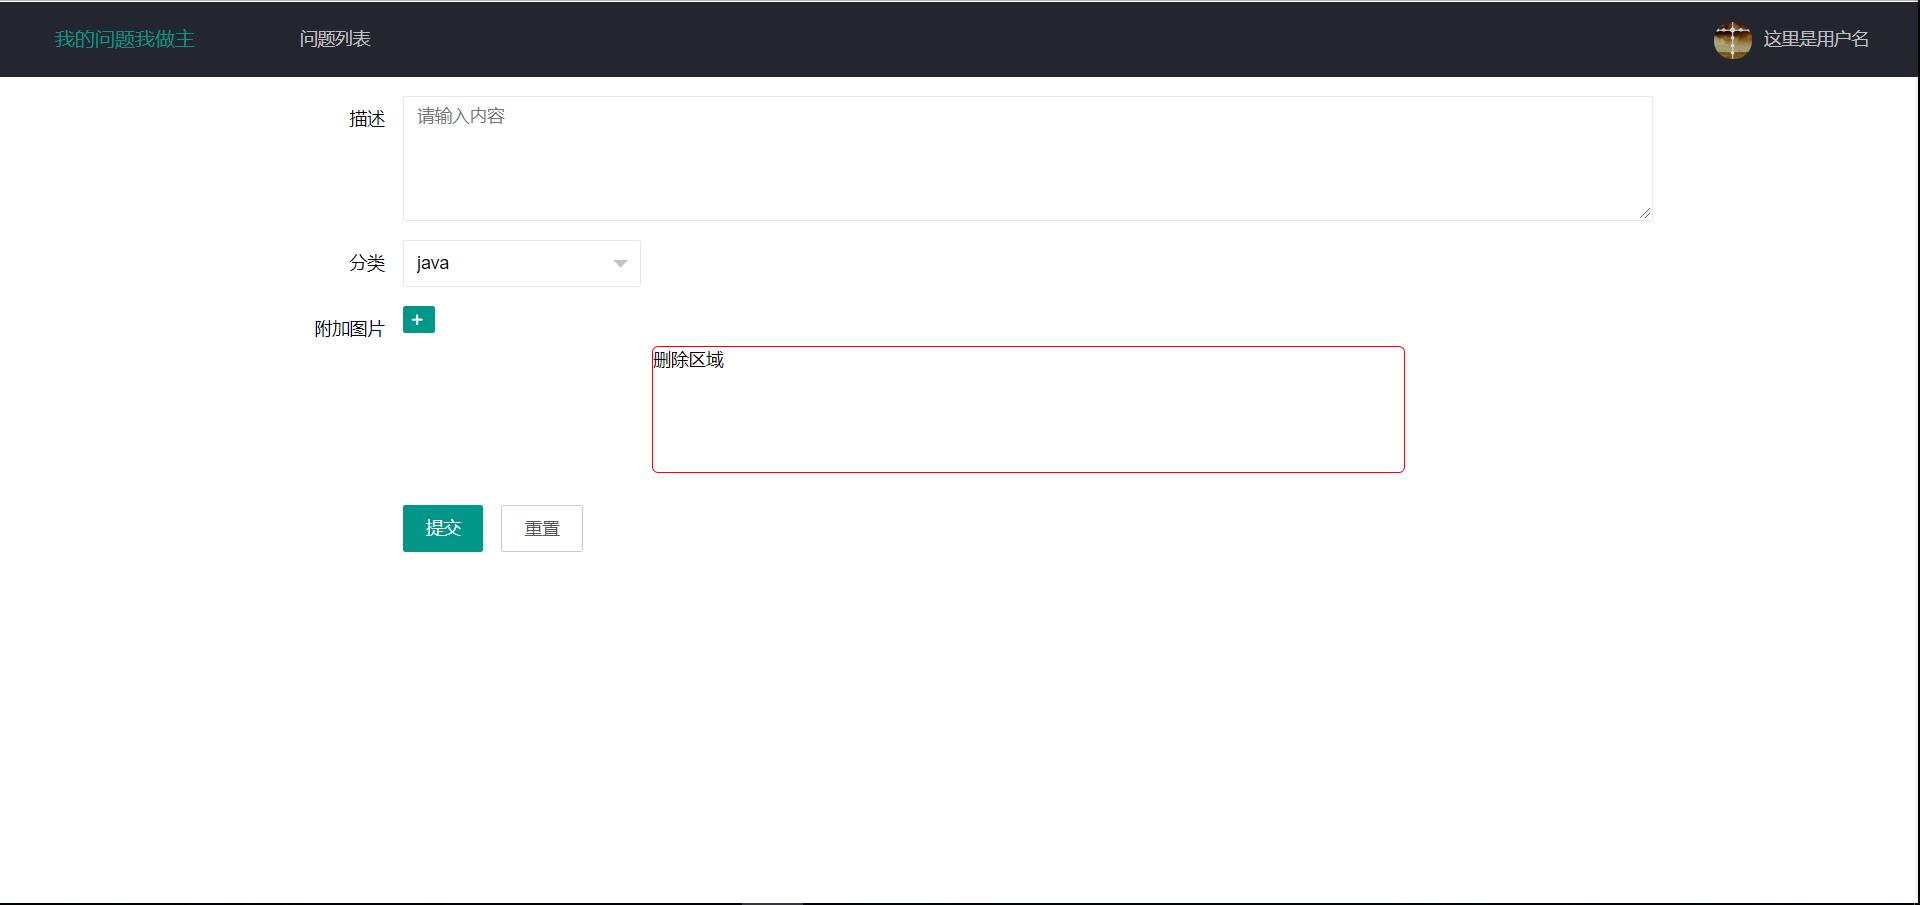 我的问题我做主
问题列表
这里是用户名
描述
请输入内容
分类
java
附加图片
+
删除区域
提交
重置